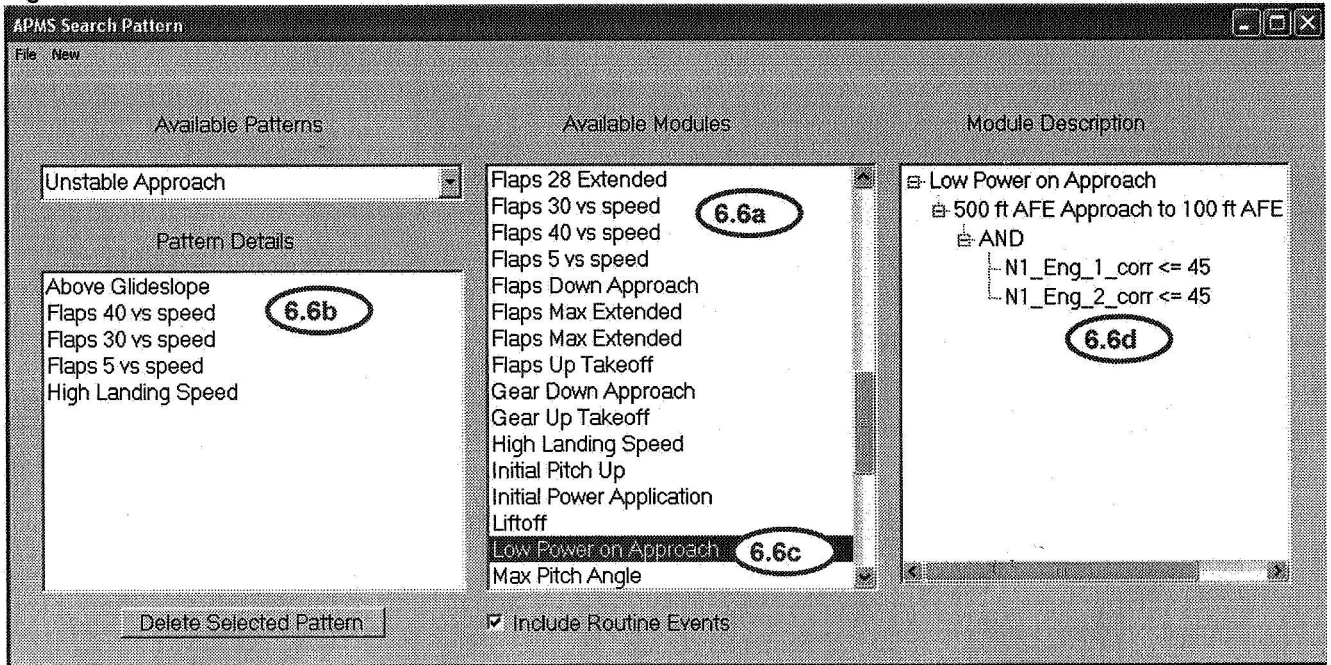 APMS Search Pattern
File New
Available Patterns
Unstable Approach
Pattern Details
Above Glideslope
Flaps 40 vs speed
Flaps 30 vs speed
Flaps 5 vs speed
High Landing Speed
6.6b
Delete Selected Pattern
Available Modules
Flaps 28 Extended
Flaps 30 vs speed
Flaps 40 vs speed
Flaps 5 vs speed
Flaps Down Approach
Flaps Max Extended
Flaps Max Extended
Flaps Up Takeoff
Gear Down Approach
Gear Up Takeoff
High Landing Speed
Initial Pitch Up
Initial Power Application
Liftoff
Low Power on Approach
Max Pitch Angle
6.6a
6.6c
Include Routine Events
Module Description
Low Power on Approach
500 ft AFE Approach to 100 ft AFE
AND
N1_Eng_1_corr <= 45
N1_Eng_2_corr <= 45
6.6d